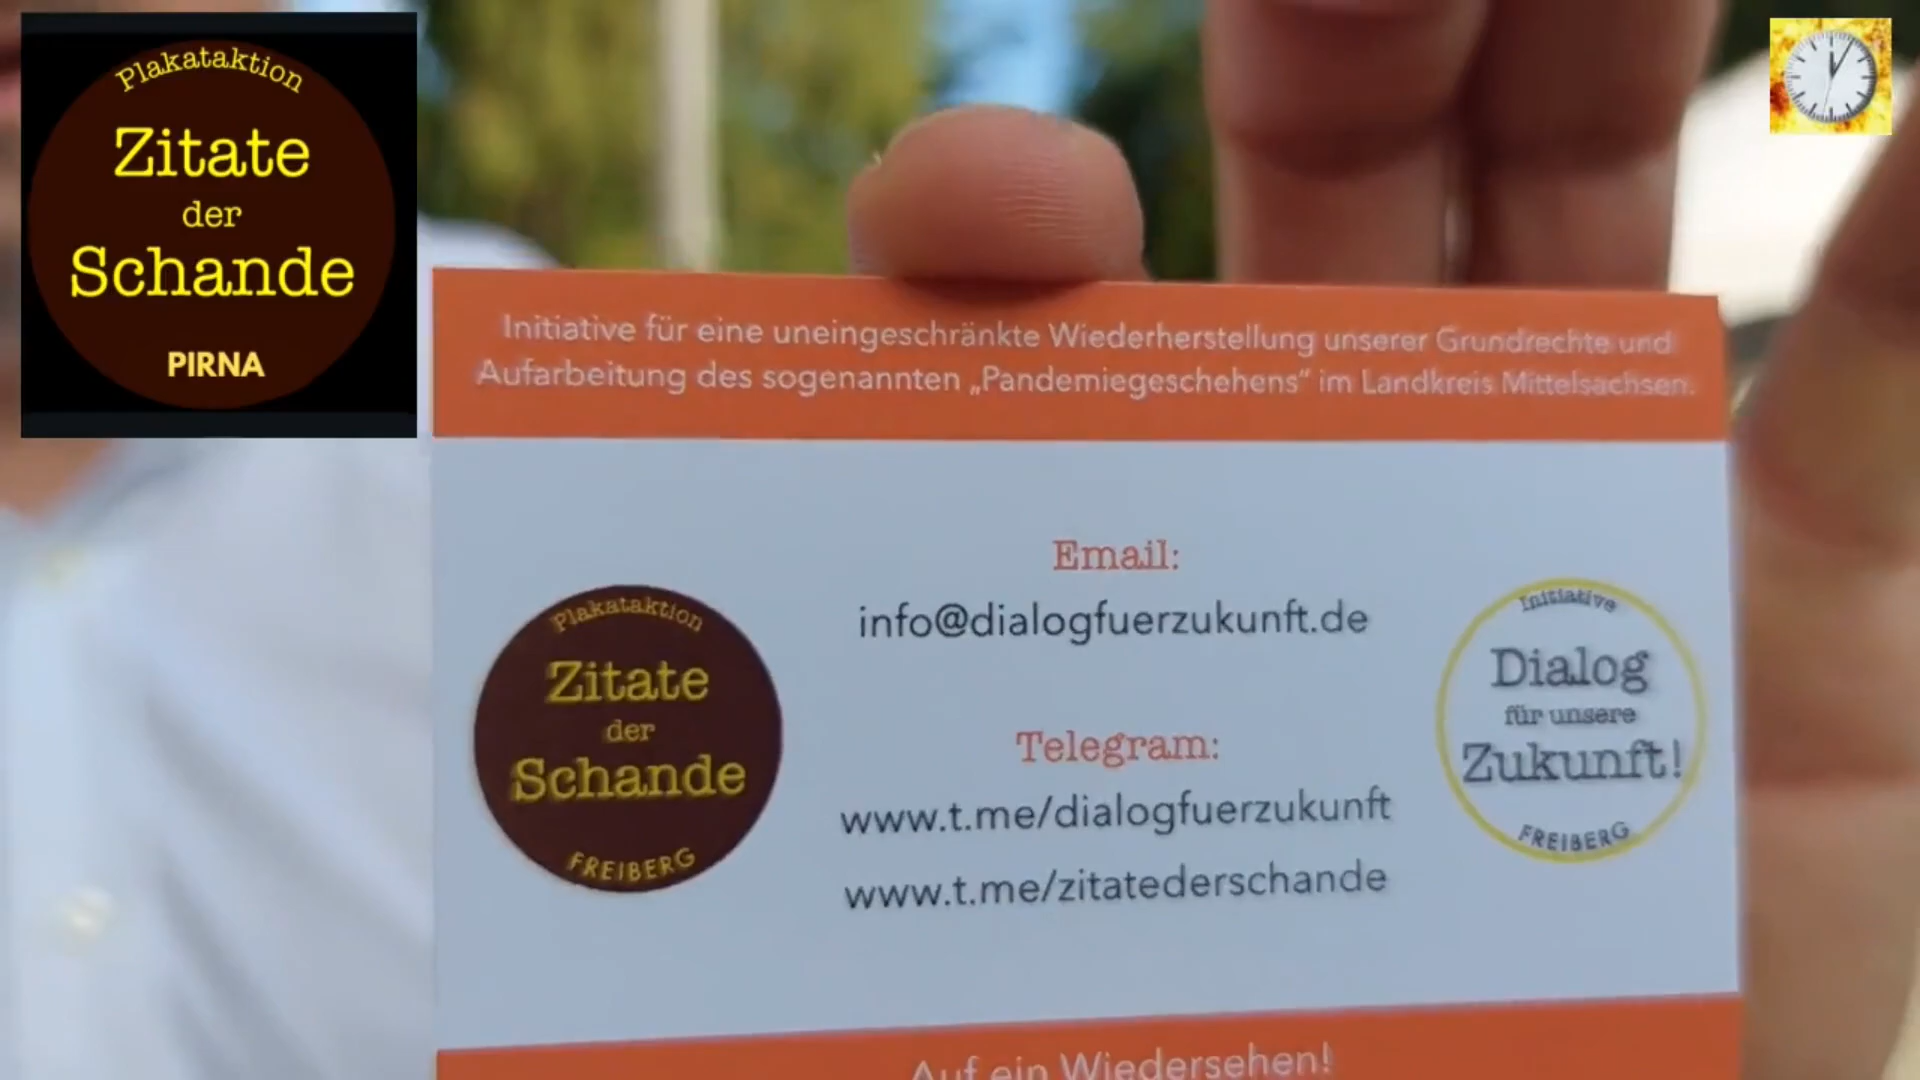 Plakataktion
Zitate
der
Schande
PIRNA
Initiative für eine uneingeschränkte Wiederherstellung unserer Grundrechte und
Aufarbeitung des sogenannten „Pandemiegeschehens“ im Landkreis Mittelsachsen.
Plakataktion
Zitate
der
Schande
FREIBERG
Email:
info@dialogfuerzukunft.de
Telegram:
www.t.me/dialogfuerzukunft
www.t.me/zitatederschande
Initiative
Dialog
für unsere
Zukunft!
FREIBERG
Auf ein Wiedersehen!